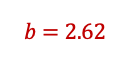 b = 2.62